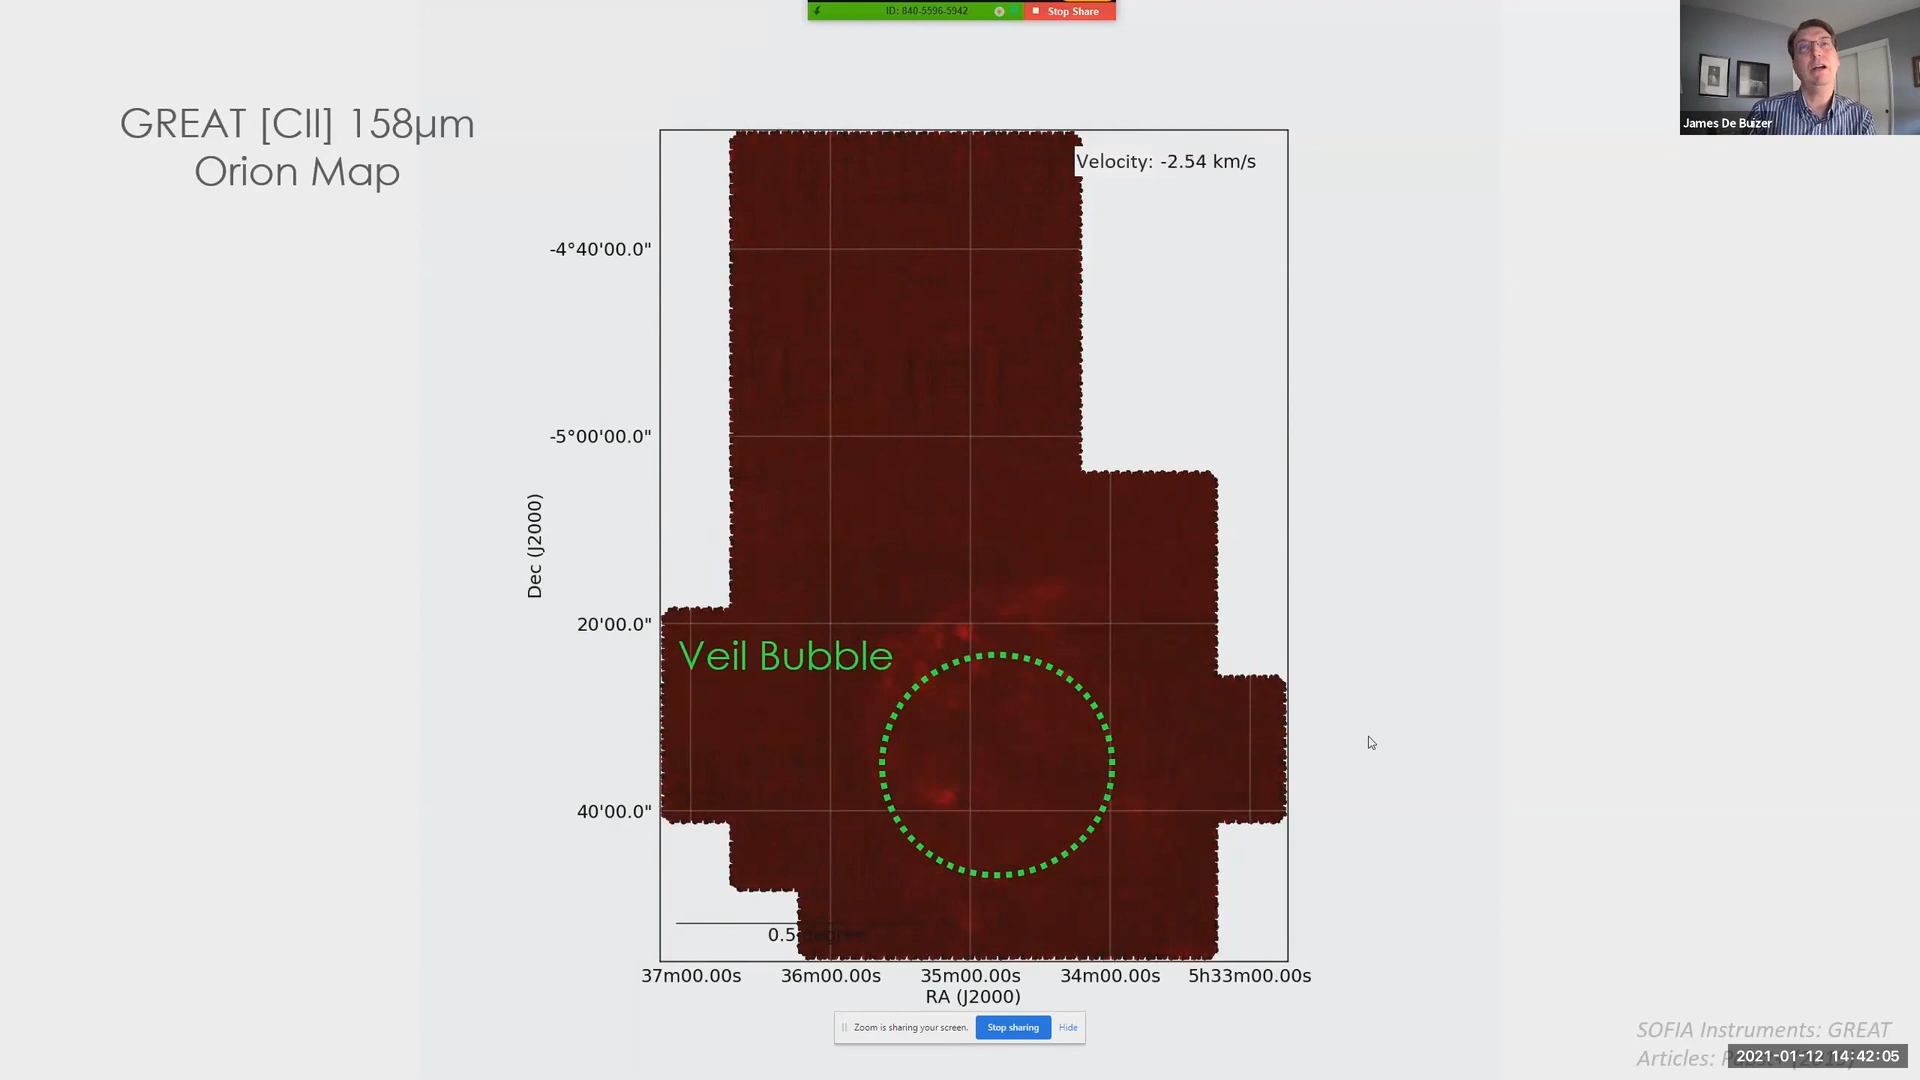 ID: 840-5596-5942
Stop Share
James De Buizer
GREAT [CII] 158µm
Orion Map
Velocity: -2.54 km/s
-4°40'00.0"
-5°00'00.0"
Dec (J2000)
20'00.0"
Veil Bubble
40'00.0"
0.5 degree
37m00.00s 36m00.00s 35m00.00s 34m00.00s 5h33m00.00s
RA (J2000)
Zoom is sharing your screen. Stop sharing Hide
SOFIA Instruments: GREAT
Articles:
2021-01-12 14:42:05